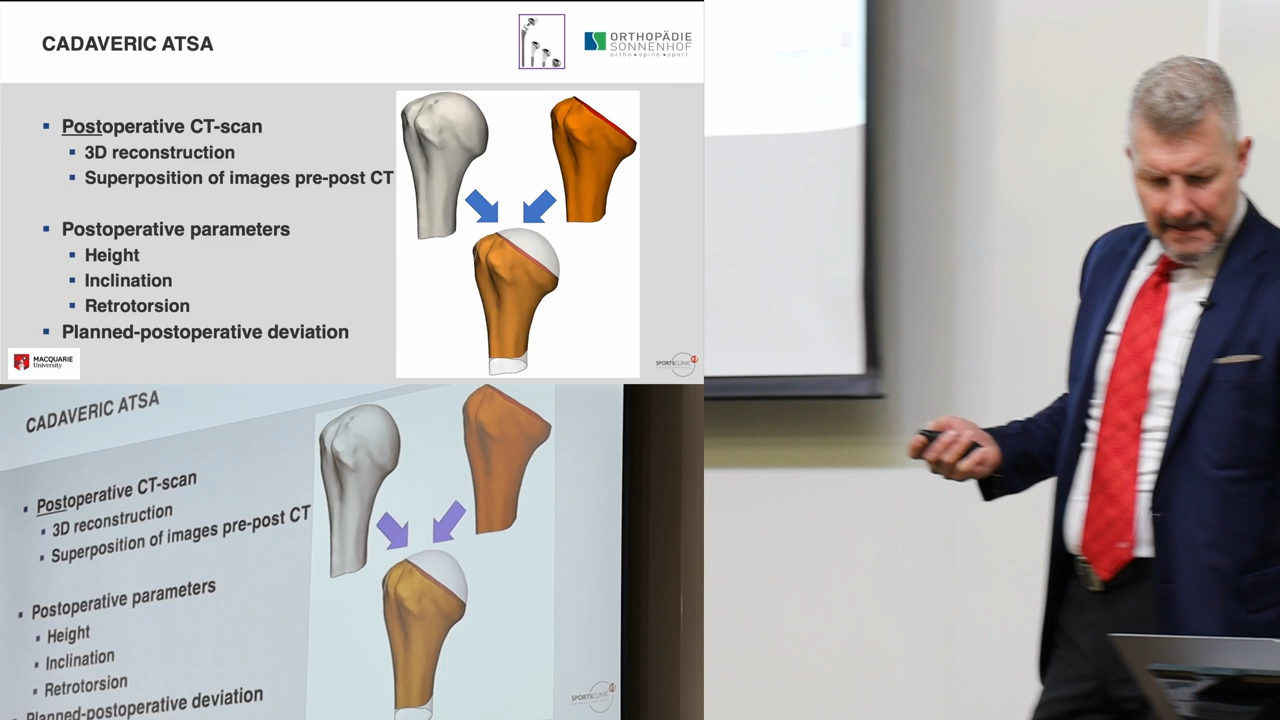 CADAVERIC ATSA
ORTHOPÄDIE
SONNENHOF
ortho • spine • sport
Postoperative CT-scan
3D reconstruction
Superposition of images pre-post CT
Postoperative parameters
Height
Inclination
Retrotorsion
Planned-postoperative deviation
MACQUARIE
University
SPORTSCLINIC
CADAVERIC ATSA
Postoperative CT-scan
3D reconstruction
Superposition of images pre-post CT
Postoperative parameters
Height
Inclination
Retrotorsion
Planned-postoperative deviation
SPORTSCLINIC